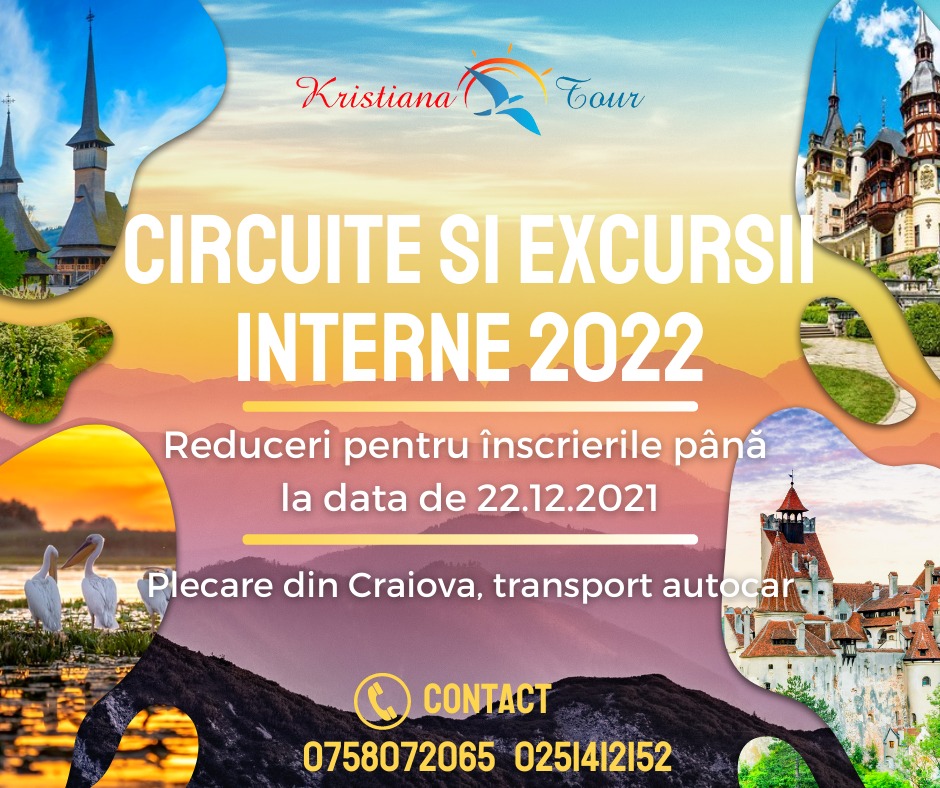 Kristiana Tour
CIRCUITE SI EXCURSII
INTERNE 2022
Reduceri pentru înscrierile până
la data de 22.12.2021
Plecare din Craiova, transport autocar
CONTACT
0758072065 0251412152